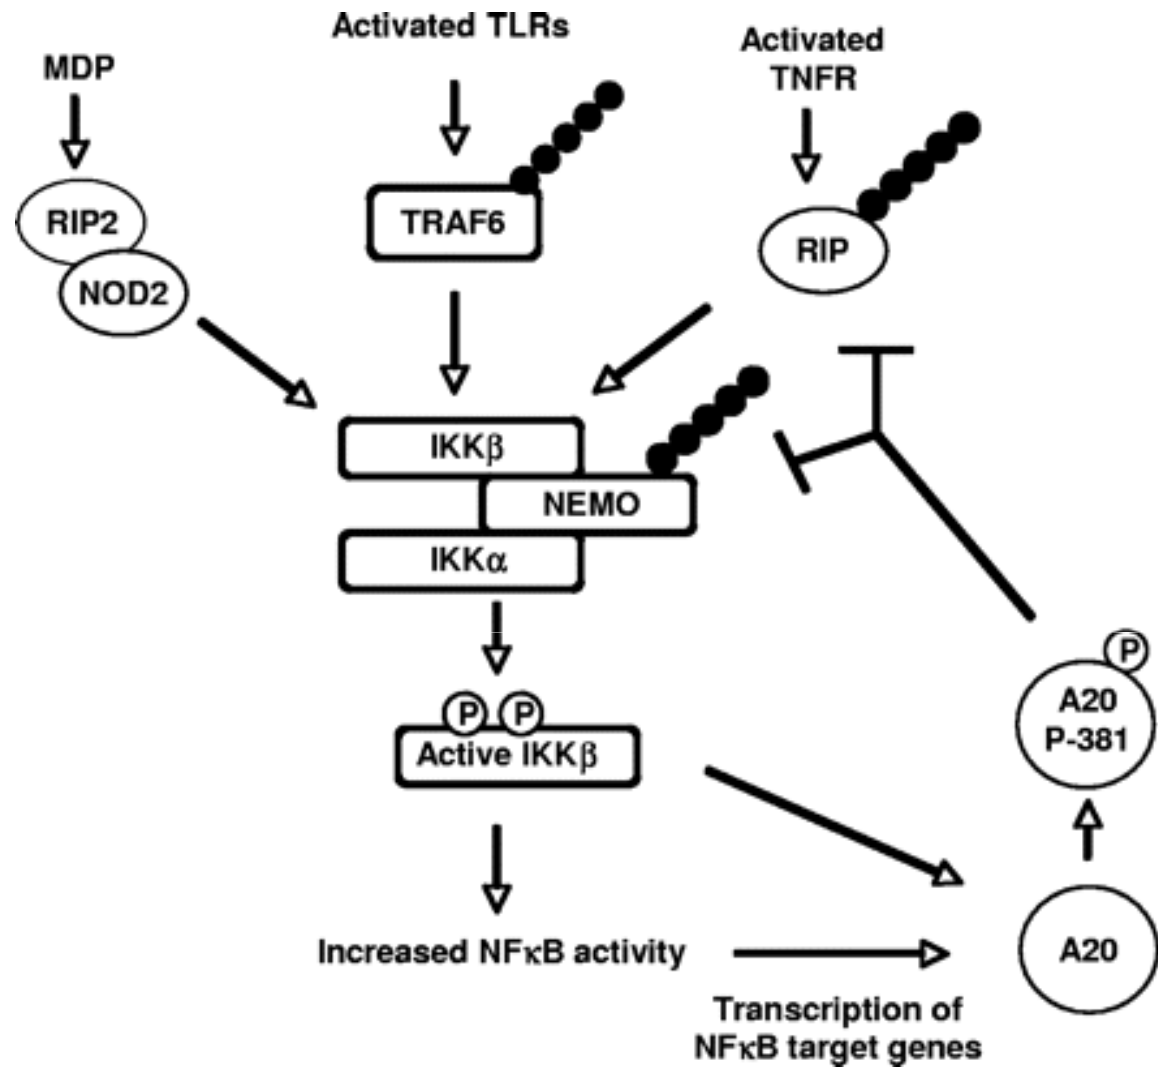 Activated TLRs
MDP
Activated
TNFR
RIP2
NOD2
TRAF6
RIP
IKKβ
NEMO
IKKα
P P
Active IKKβ
P
A20
P-381
Increased NFκB activity
A20
Transcription of
NFκB target genes